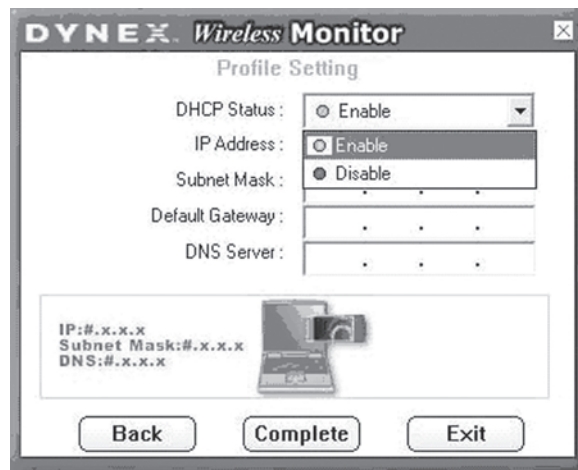 DYNEX Wireless Monitor
Profile Setting
DHCP Status : Enable
IP Address : Enable
Subnet Mask : Disable
Default Gateway : . . .
DNS Server : . . .
IP:#.x.x.x
Subnet Mask:#.x.x.x
DNS:#.x.x.x
Back Complete Exit